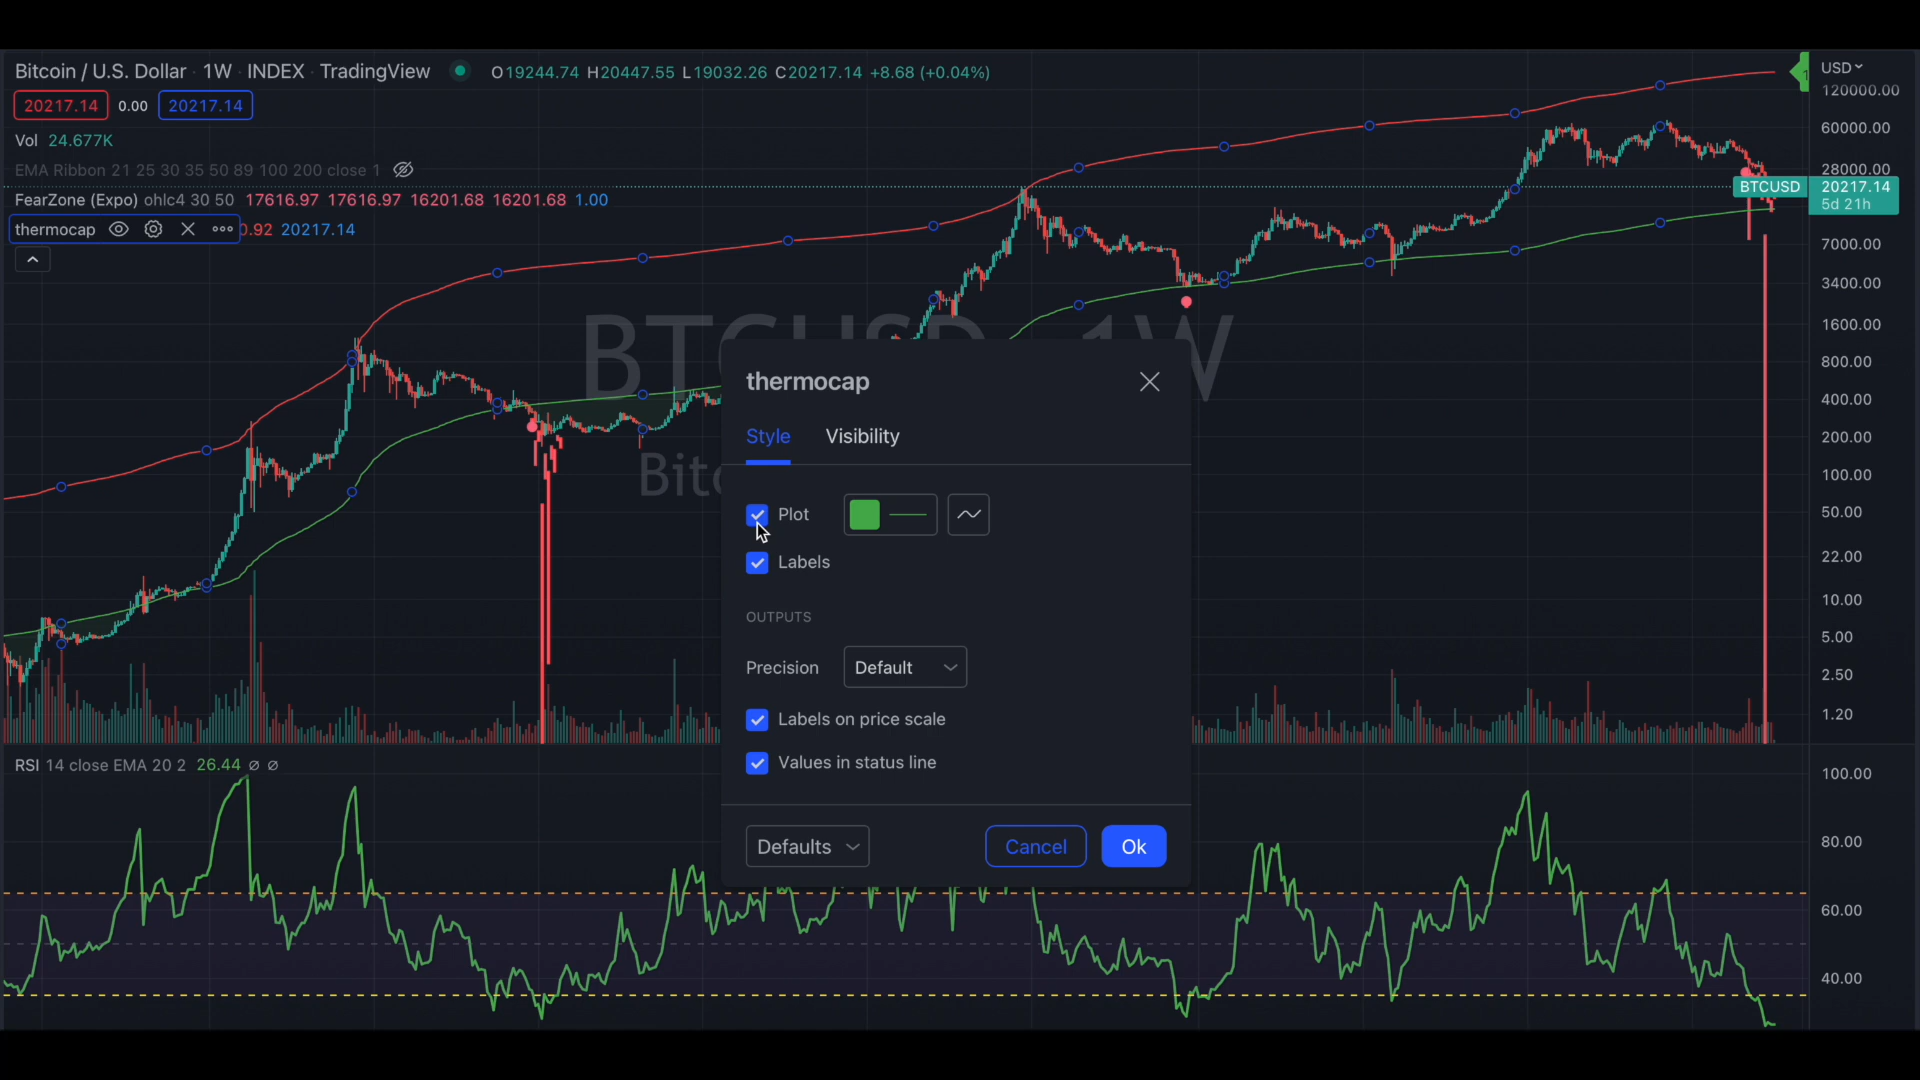 Bitcoin / U.S. Dollar · 1W · INDEX · TradingView O19244.74 H20447.55 L19032.26 C20217.14 +8.68 (+0.04%)
USD
20217.14 0.00 20217.14
Vol 24.677K
EMA Ribbon 21 25 30 35 50 89 100 200 close 1
FearZone (Expo) ohlc4 30 50 17616.97 17616.97 16201.68 16201.68 1.00
thermocap 0.92 20217.14
120000.00
60000.00
28000.00
BTCUSD 20217.14
5d 21h
7000.00
3400.00
1600.00
800.00
400.00
200.00
100.00
50.00
22.00
10.00
5.00
2.50
1.20
thermocap
Style Visibility
Plot
Labels
OUTPUTS
Precision Default
Labels on price scale
Values in status line
Defaults Cancel Ok
RSI 14 close EMA 20 2 26.44 ∅ ∅
100.00
80.00
60.00
40.00